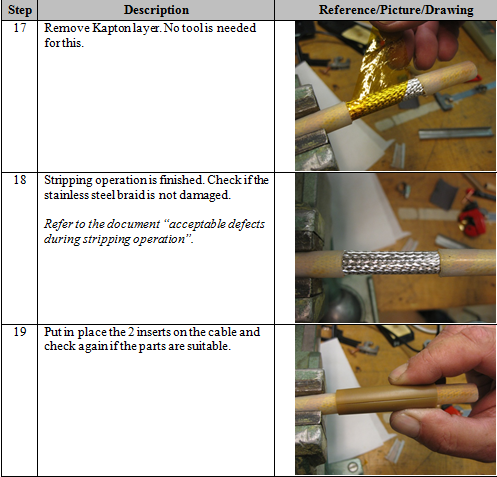 Step Description Reference/Picture/Drawing
17 Remove Kapton layer. No tool is needed
for this.
18 Stripping operation is finished. Check if the
stainless steel braid is not damaged.
Refer to the document “acceptable defects
during stripping operation”.
19 Put in place the 2 inserts on the cable and
check again if the parts are suitable.